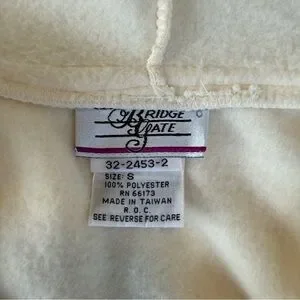 BRIDGE
GATE
32-2453-2
SIZE: S
100% POLYESTER
RN 66173
MADE IN TAIWAN
R.O.C.
SEE REVERSE FOR CARE